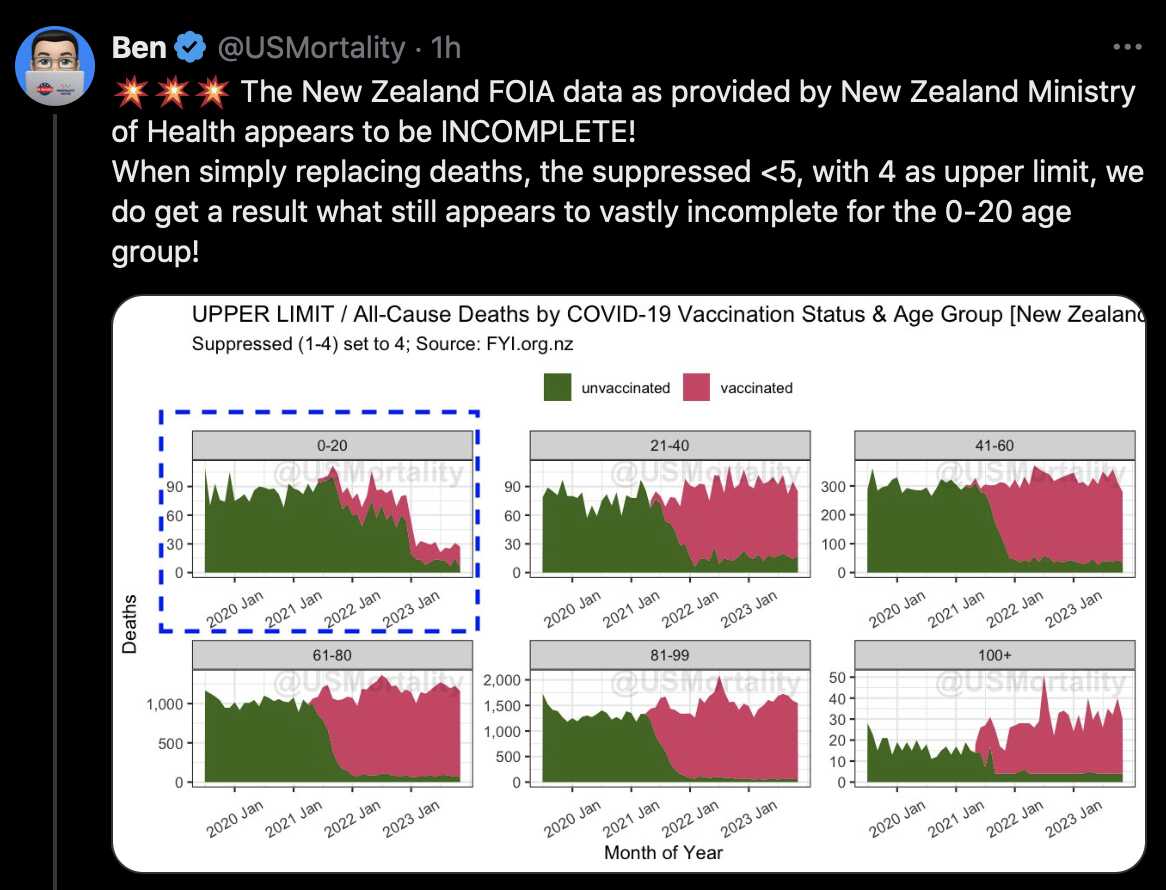 Ben @USMortality · 1h
💥💥💥 The New Zealand FOIA data as provided by New Zealand Ministry
of Health appears to be INCOMPLETE!
When simply replacing deaths, the suppressed <5, with 4 as upper limit, we
do get a result what still appears to vastly incomplete for the 0-20 age
group!
UPPER LIMIT / All-Cause Deaths by COVID-19 Vaccination Status & Age Group [New Zealand
Suppressed (1-4) set to 4; Source: FYI.org.nz
unvaccinated vaccinated
0-20 21-40 41-60
@USMortality @USMortality @USMortality
90 90 300
60 60 200
30 30 100
0 0 0
2020 Jan 2021 Jan 2022 Jan 2023 Jan 2020 Jan 2021 Jan 2022 Jan 2023 Jan 2020 Jan 2021 Jan 2022 Jan 2023 Jan
Deaths
61-80 81-99 100+
@USMortality @USMortality @USMortality
1,000 2,000 50
500 1,500 40
0 1,000 30
500 20
0 10
0
2020 Jan 2021 Jan 2022 Jan 2023 Jan 2020 Jan 2021 Jan 2022 Jan 2023 Jan 2020 Jan 2021 Jan 2022 Jan 2023 Jan
Month of Year